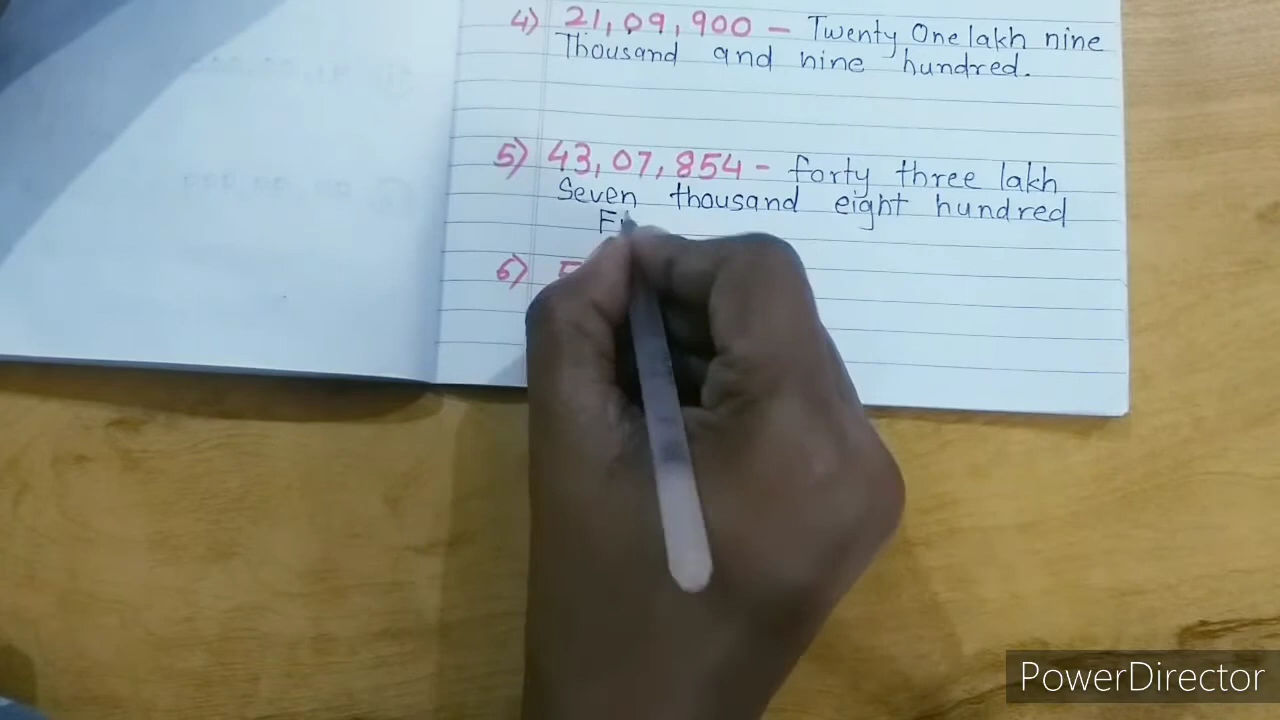 4) 21,09,900 - Twenty One lakh nine
Thousand and nine hundred.
5) 43,07,854 - forty three lakh
Seven thousand eight hundred
6) 5
PowerDirector